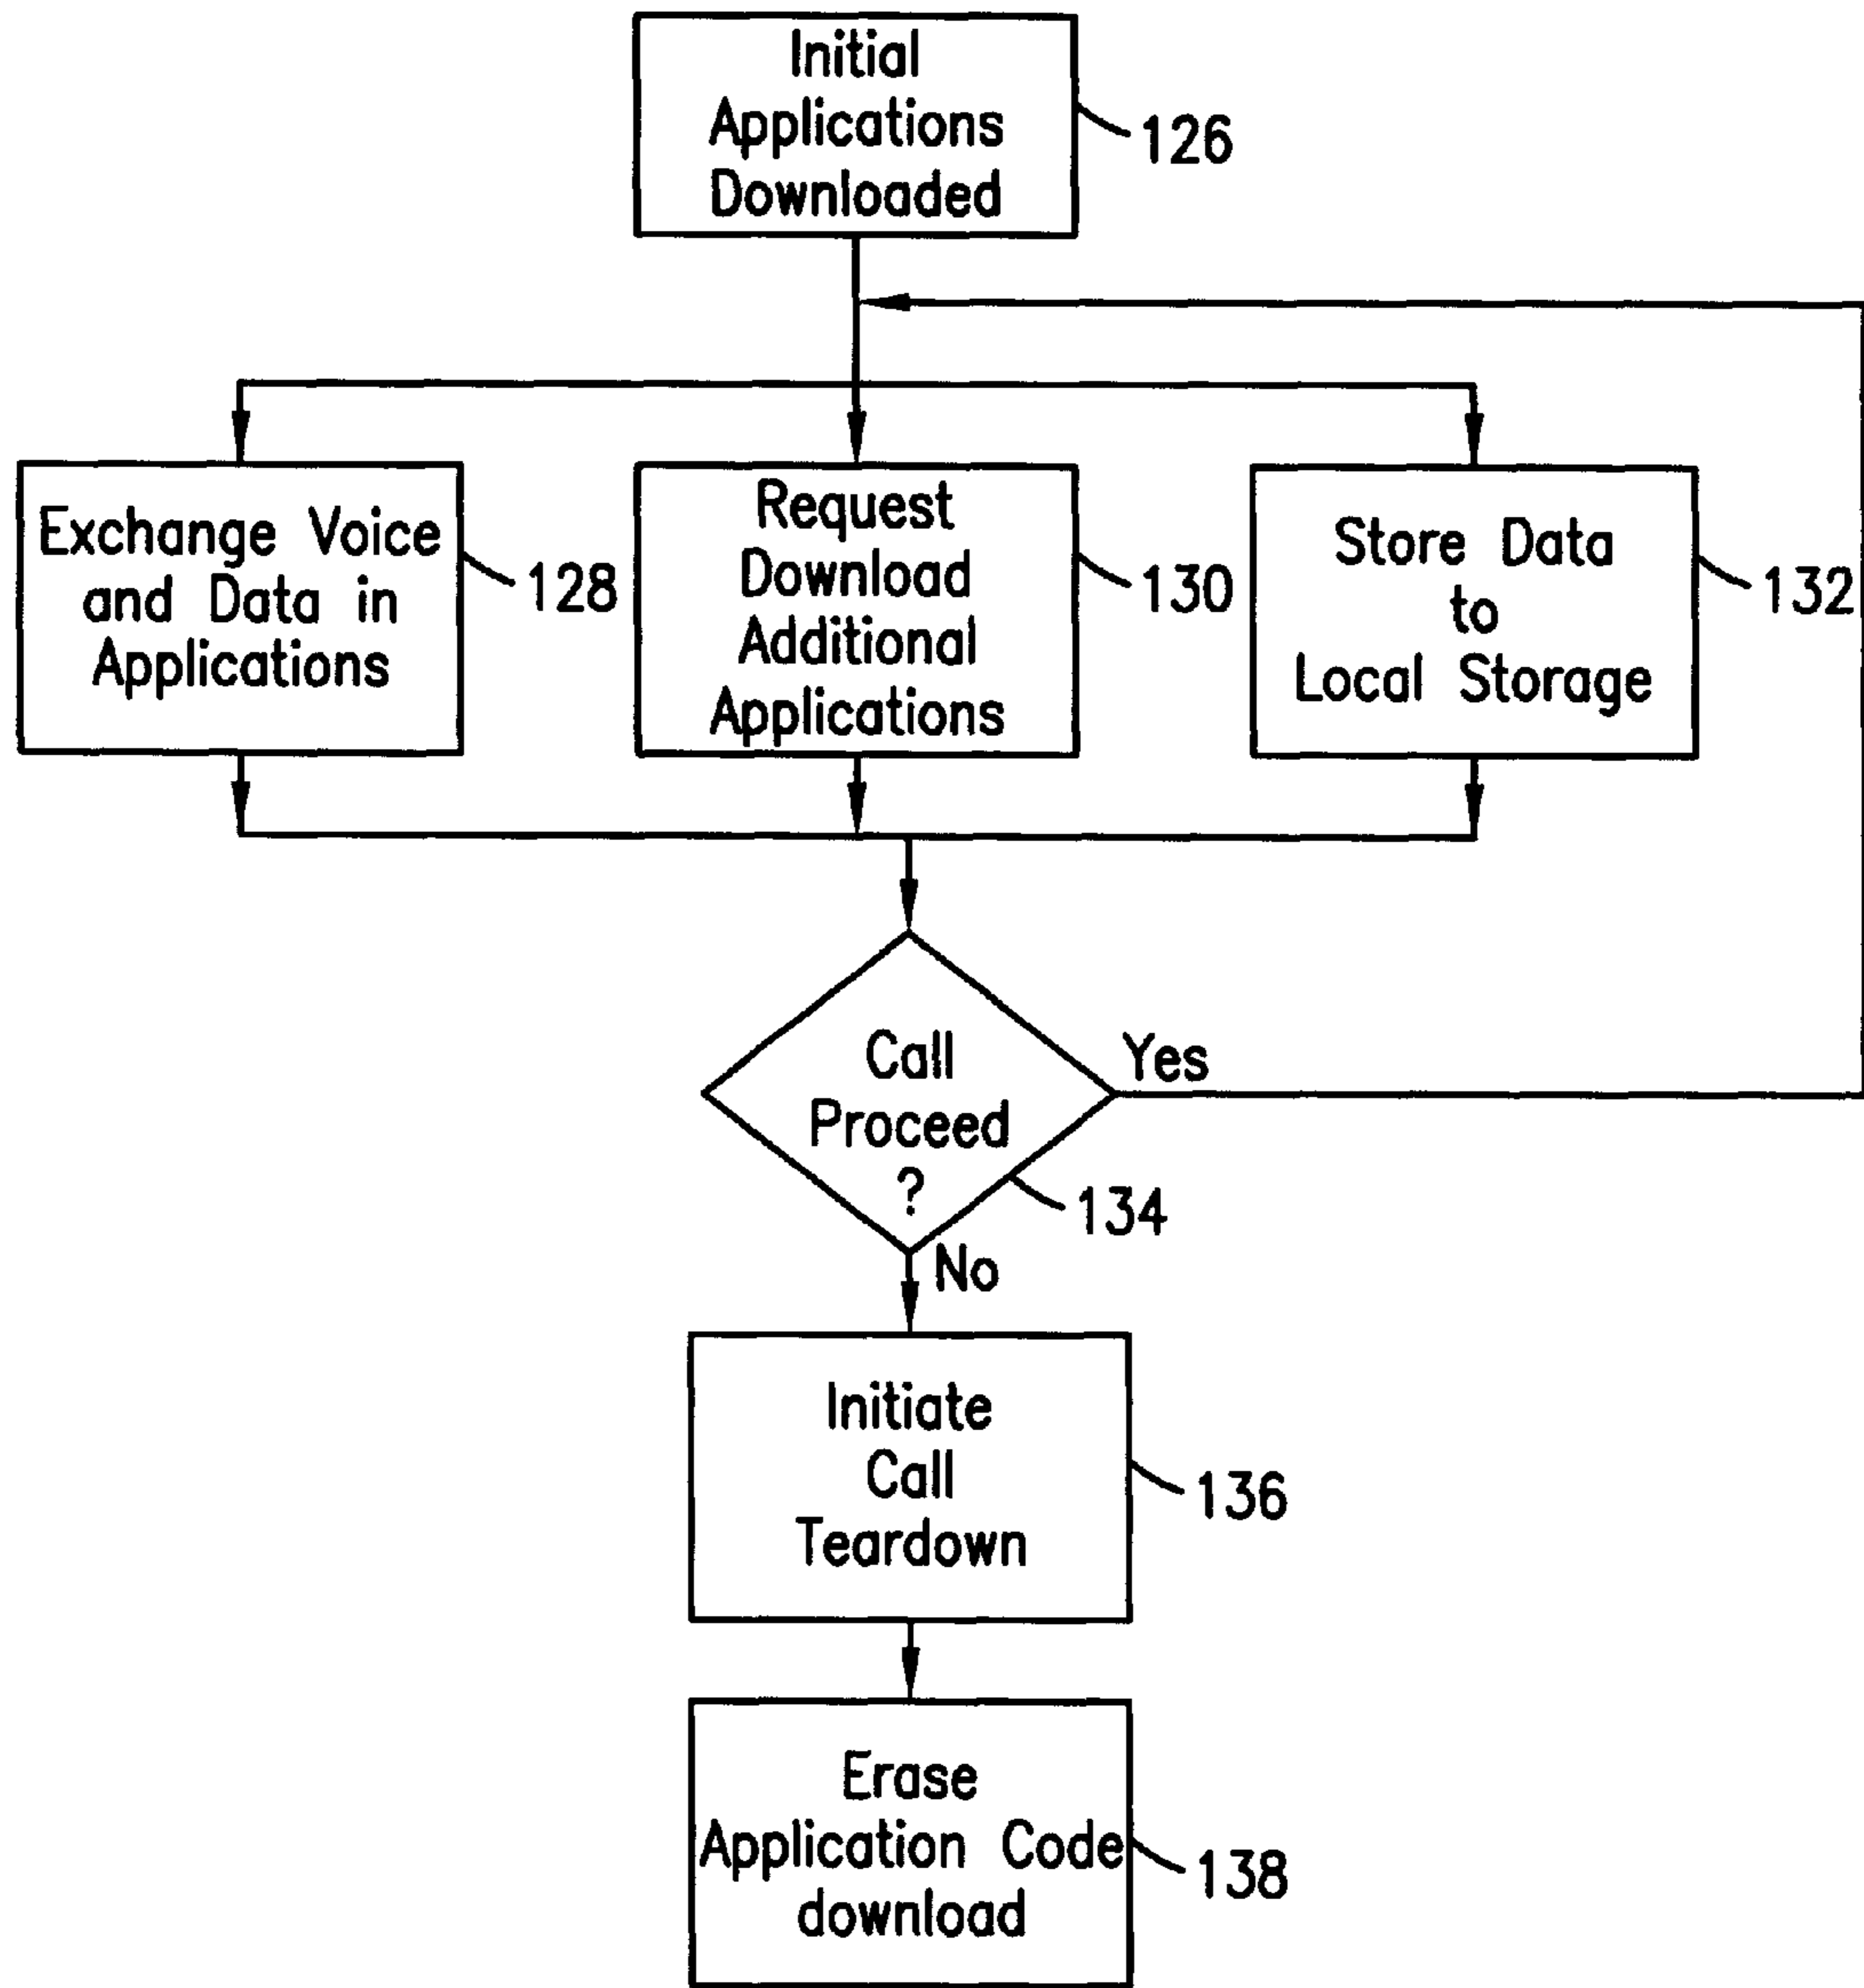 Initial
Applications
Downloaded
126
Exchange Voice
and Data in
Applications
128
Request
Download
Additional
Applications
130
Store Data
to
Local Storage
132
Call
Proceed
?
Yes
134
No
Initiate
Call
Teardown
136
Erase
Application Code
download
138